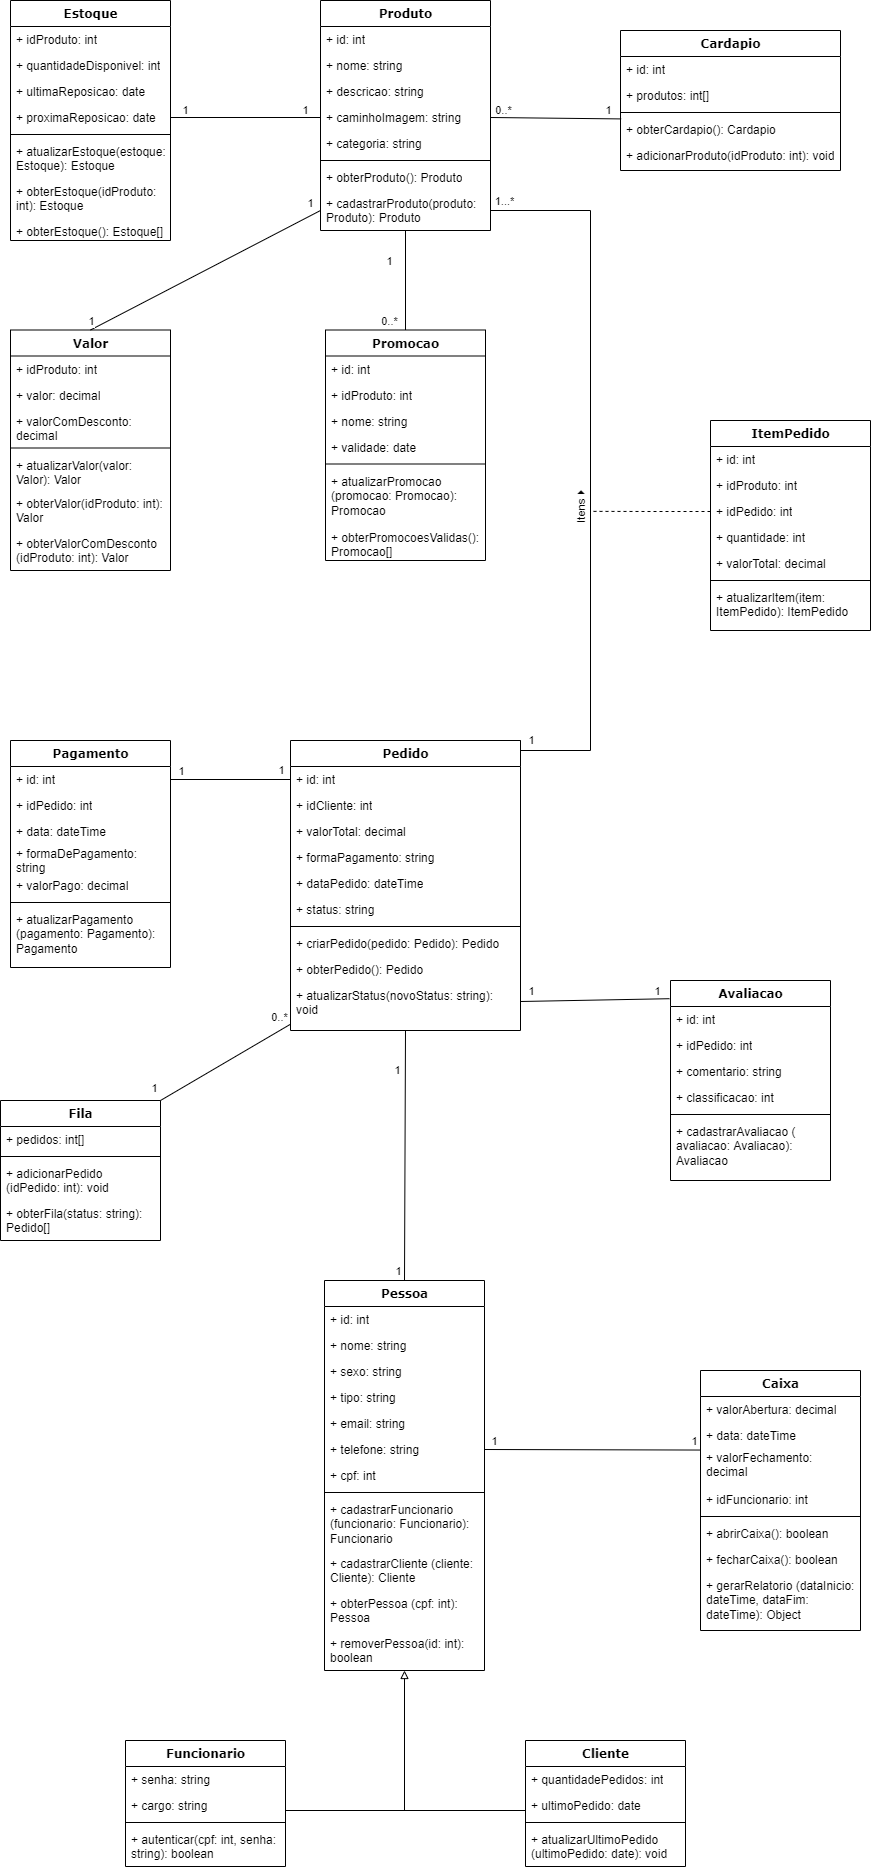 Estoque
+ idProduto: int
+ quantidadeDisponivel: int
+ ultimaReposicao: date
+ proximaReposicao: date
+ atualizarEstoque(estoque:
Estoque): Estoque
+ obterEstoque(idProduto:
int): Estoque
+ obterEstoque(): Estoque[]
1
1
Produto
+ id: int
+ nome: string
+ descricao: string
+ caminhoImagem: string
+ categoria: string
+ obterProduto(): Produto
+ cadastrarProduto(produto:
Produto): Produto
0..*
1
Cardapio
+ id: int
+ produtos: int[]
+ obterCardapio(): Cardapio
+ adicionarProduto(idProduto: int): void
1
1
1
0..*
1...*
Valor
+ idProduto: int
+ valor: decimal
+ valorComDesconto:
decimal
+ atualizarValor(valor:
Valor): Valor
+ obterValor(idProduto: int):
Valor
+ obterValorComDesconto
(idProduto: int): Valor
Promocao
+ id: int
+ idProduto: int
+ nome: string
+ validade: date
+ atualizarPromocao
(promocao: Promocao):
Promocao
+ obterPromocoesValidas():
Promocao[]
Itens
ItemPedido
+ id: int
+ idProduto: int
+ idPedido: int
+ quantidade: int
+ valorTotal: decimal
+ atualizarItem(item:
ItemPedido): ItemPedido
1
Pagamento
+ id: int
+ idPedido: int
+ data: dateTime
+ formaDePagamento:
string
+ valorPago: decimal
+ atualizarPagamento
(pagamento: Pagamento):
Pagamento
1
1
Pedido
+ id: int
+ idCliente: int
+ valorTotal: decimal
+ formaPagamento: string
+ dataPedido: dateTime
+ status: string
+ criarPedido(pedido: Pedido): Pedido
+ obterPedido(): Pedido
+ atualizarStatus(novoStatus: string):
void
1
1
Avaliacao
+ id: int
+ idPedido: int
+ comentario: string
+ classificacao: int
+ cadastrarAvaliacao (
avaliacao: Avaliacao):
Avaliacao
0..*
1
Fila
+ pedidos: int[]
+ adicionarPedido
(idPedido: int): void
+ obterFila(status: string):
Pedido[]
1
1
Pessoa
+ id: int
+ nome: string
+ sexo: string
+ tipo: string
+ email: string
+ telefone: string
+ cpf: int
+ cadastrarFuncionario
(funcionario: Funcionario):
Funcionario
+ cadastrarCliente (cliente:
Cliente): Cliente
+ obterPessoa (cpf: int):
Pessoa
+ removerPessoa(id: int):
boolean
1
1
Caixa
+ valorAbertura: decimal
+ data: dateTime
+ valorFechamento:
decimal
+ idFuncionario: int
+ abrirCaixa(): boolean
+ fecharCaixa(): boolean
+ gerarRelatorio (dataInicio:
dateTime, dataFim:
dateTime): Object
Funcionario
+ senha: string
+ cargo: string
+ autenticar(cpf: int, senha:
string): boolean
Cliente
+ quantidadePedidos: int
+ ultimoPedido: date
+ atualizarUltimoPedido
(ultimoPedido: date): void